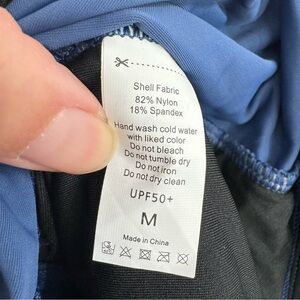 Shell Fabric
82% Nylon
18% Spandex
Hand wash cold water
with liked color
Do not bleach
Do not tumble dry
Do not iron
Do not dry clean
UPF50+
M
Made in China